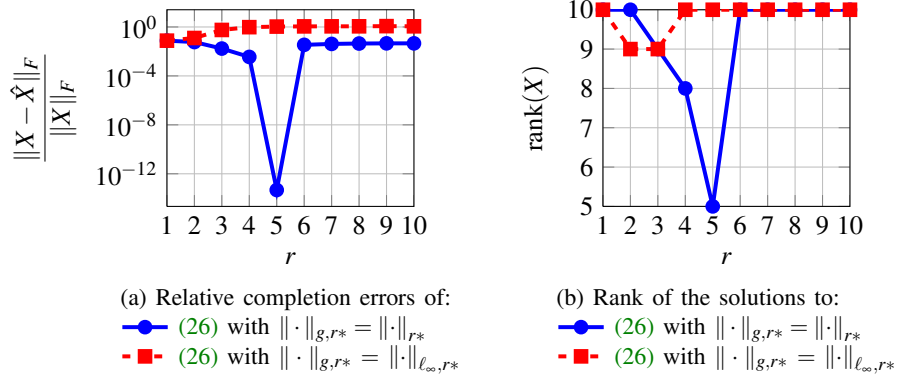 ‖X − X̂‖_F / ‖X‖_F
10^0
10^−4
10^−8
10^−12
1 2 3 4 5 6 7 8 9 10
r
(a) Relative completion errors of:
(26) with ‖ · ‖_{g,r∗} = ‖·‖_{r∗}
(26) with ‖ · ‖_{g,r∗} = ‖·‖_{ℓ∞,r∗}
rank(X)
10
9
8
7
6
5
1 2 3 4 5 6 7 8 9 10
r
(b) Rank of the solutions to:
(26) with ‖ · ‖_{g,r∗} = ‖·‖_{r∗}
(26) with ‖ · ‖_{g,r∗} = ‖·‖_{ℓ∞,r∗}